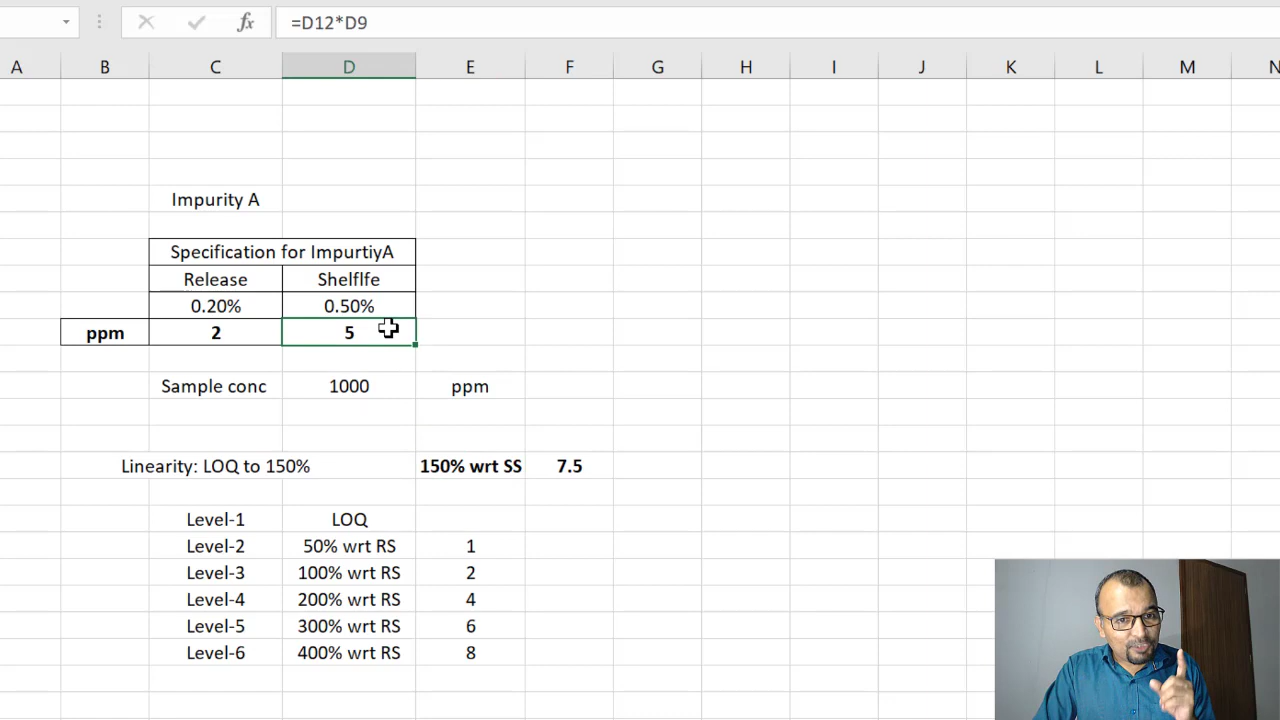 fx =D12*D9
A B C D E F G H I J K L M N
Impurity A
Specification for ImpurtiyA
Release Shelflfe
0.20% 0.50%
ppm 2 5
Sample conc 1000 ppm
Linearity: LOQ to 150% 150% wrt SS 7.5
Level-1 LOQ
Level-2 50% wrt RS 1
Level-3 100% wrt RS 2
Level-4 200% wrt RS 4
Level-5 300% wrt RS 6
Level-6 400% wrt RS 8